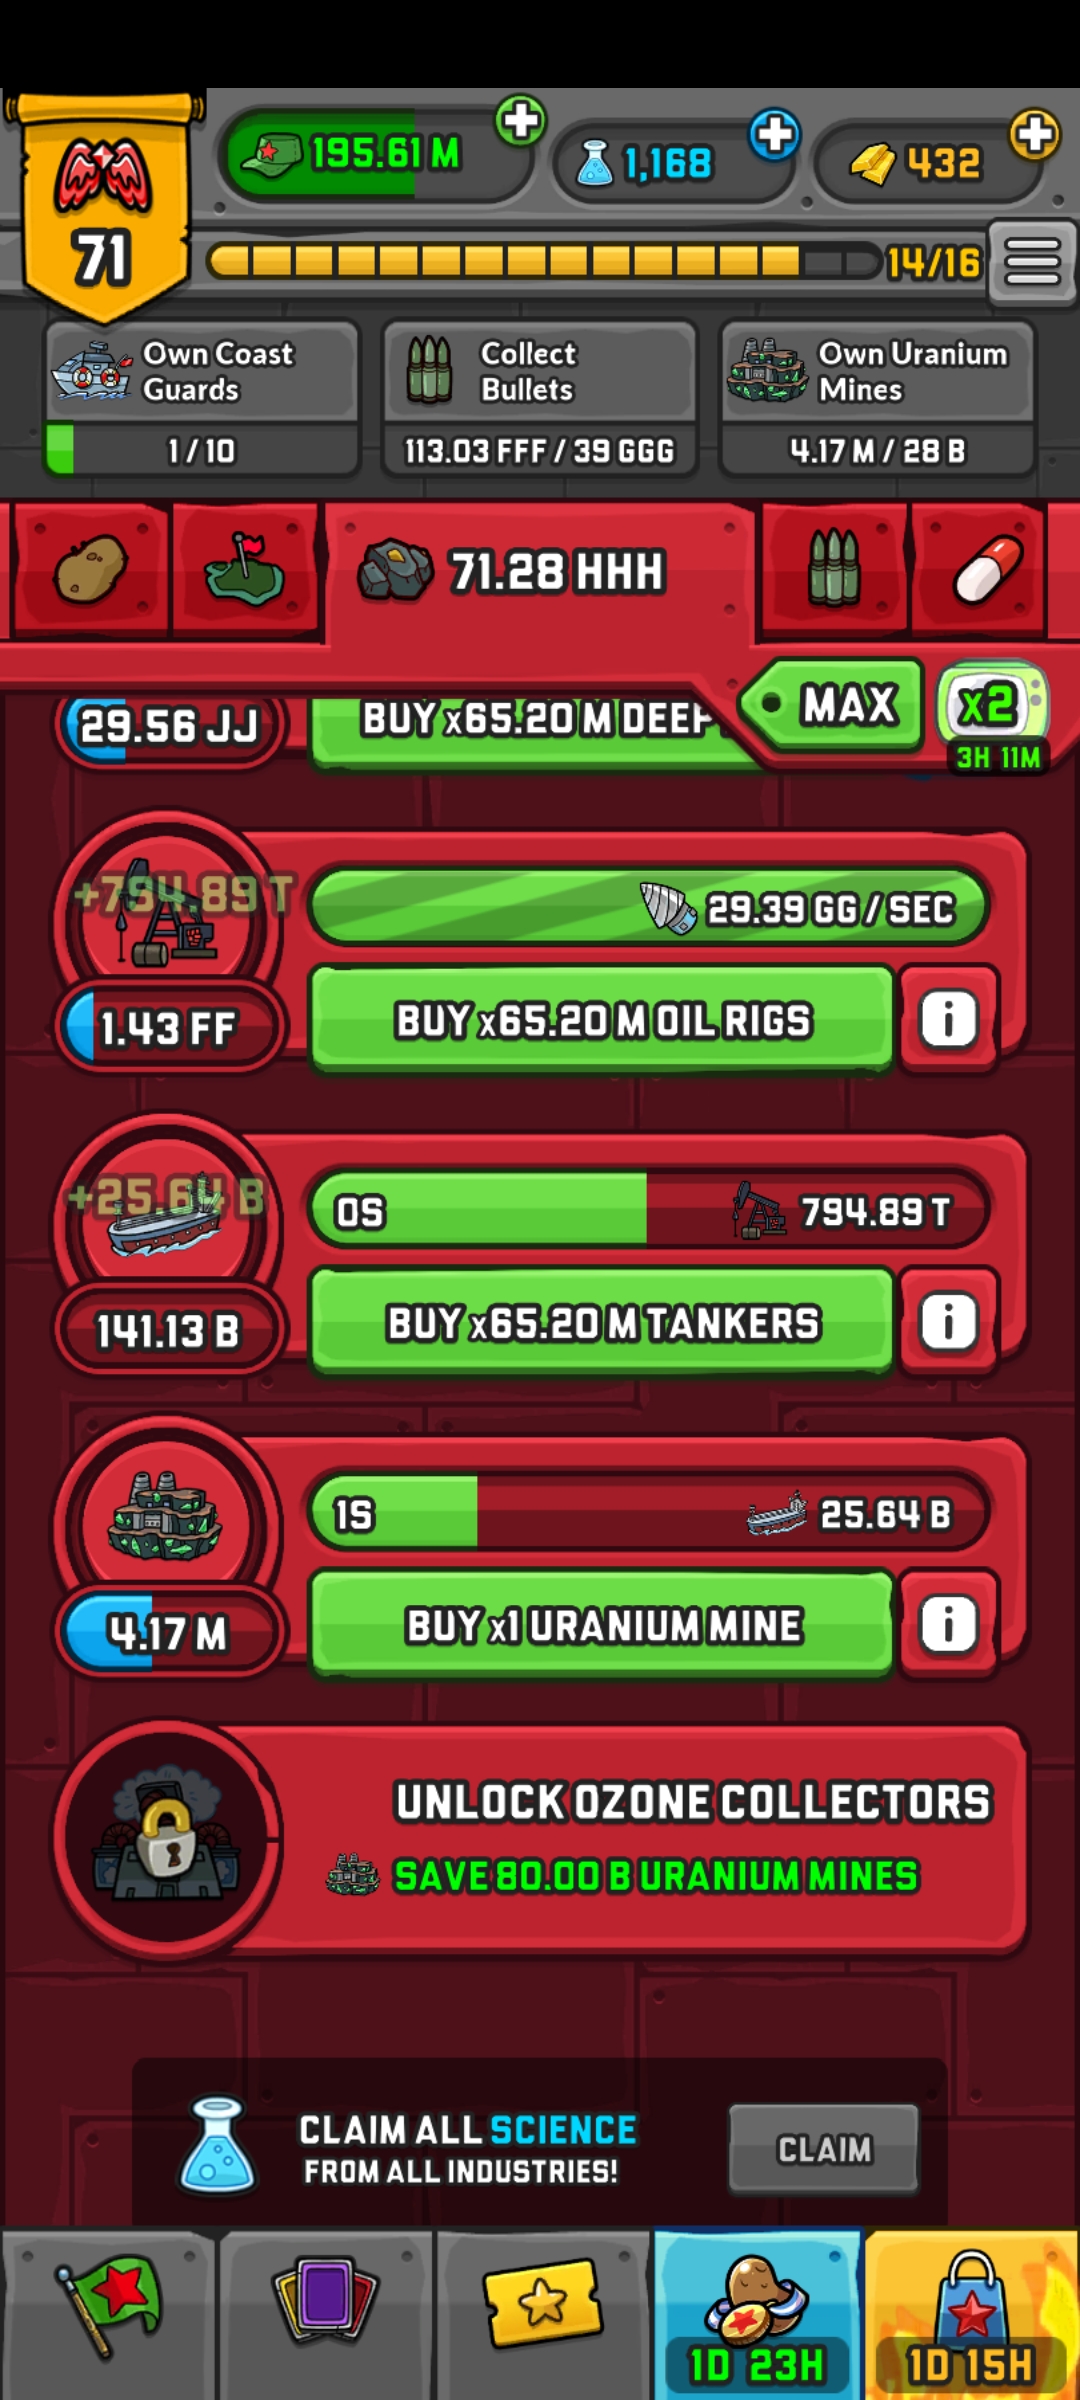 195.61 M
1,168
432
71
14/16
Own Coast
Guards
1 / 10
Collect
Bullets
113.03 FFF / 39 GGG
Own Uranium
Mines
4.17 M / 28 B
71.28 HHH
MAX
x2
3H 11M
29.56 JJ
BUY x65.20 M DEEP
+794.89 T
29.39 GG / SEC
1.43 FF
BUY x65.20 M OIL RIGS
i
+25.64 B
0S
794.89 T
141.13 B
BUY x65.20 M TANKERS
i
1S
25.64 B
4.17 M
BUY x1 URANIUM MINE
i
UNLOCK OZONE COLLECTORS
SAVE 80.00 B URANIUM MINES
CLAIM ALL SCIENCE
FROM ALL INDUSTRIES!
CLAIM
1D 23H
1D 15H